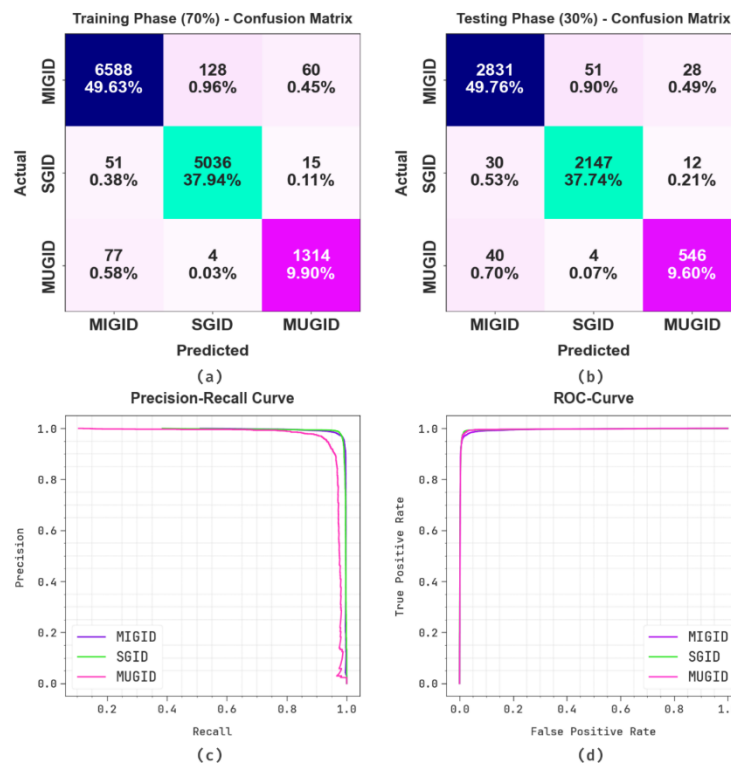 Training Phase (70%) - Confusion Matrix
Actual
MIGID
6588 128 60
49.63% 0.96% 0.45%
SGID
51 5036 15
0.38% 37.94% 0.11%
MUGID
77 4 1314
0.58% 0.03% 9.90%
MIGID SGID MUGID
Predicted
(a)
Testing Phase (30%) - Confusion Matrix
Actual
MIGID
2831 51 28
49.76% 0.90% 0.49%
SGID
30 2147 12
0.53% 37.74% 0.21%
MUGID
40 4 546
0.70% 0.07% 9.60%
MIGID SGID MUGID
Predicted
(b)
Precision-Recall Curve
Precision
1.0
0.8
0.6
0.4
0.2
0.0
MIGID
SGID
MUGID
0.2 0.4 0.6 0.8 1.0
Recall
(c)
ROC-Curve
True Positive Rate
1.0
0.8
0.6
0.4
0.2
0.0
MIGID
SGID
MUGID
0.0 0.2 0.4 0.6 0.8
False Positive Rate
(d)